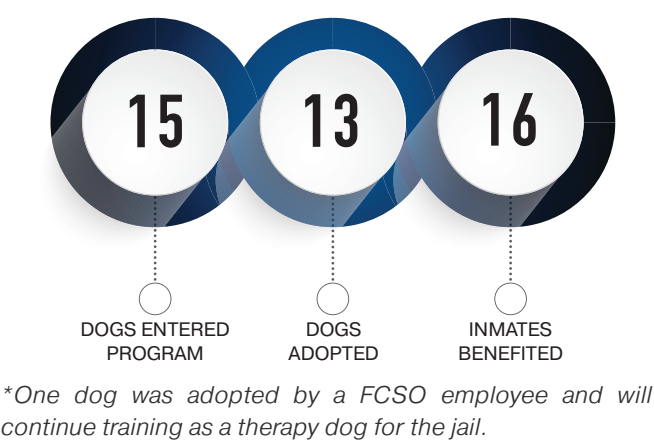 15
13
16
DOGS ENTERED
PROGRAM
DOGS
ADOPTED
INMATES
BENEFITED
*One dog was adopted by a FCSO employee and will
continue training as a therapy dog for the jail.